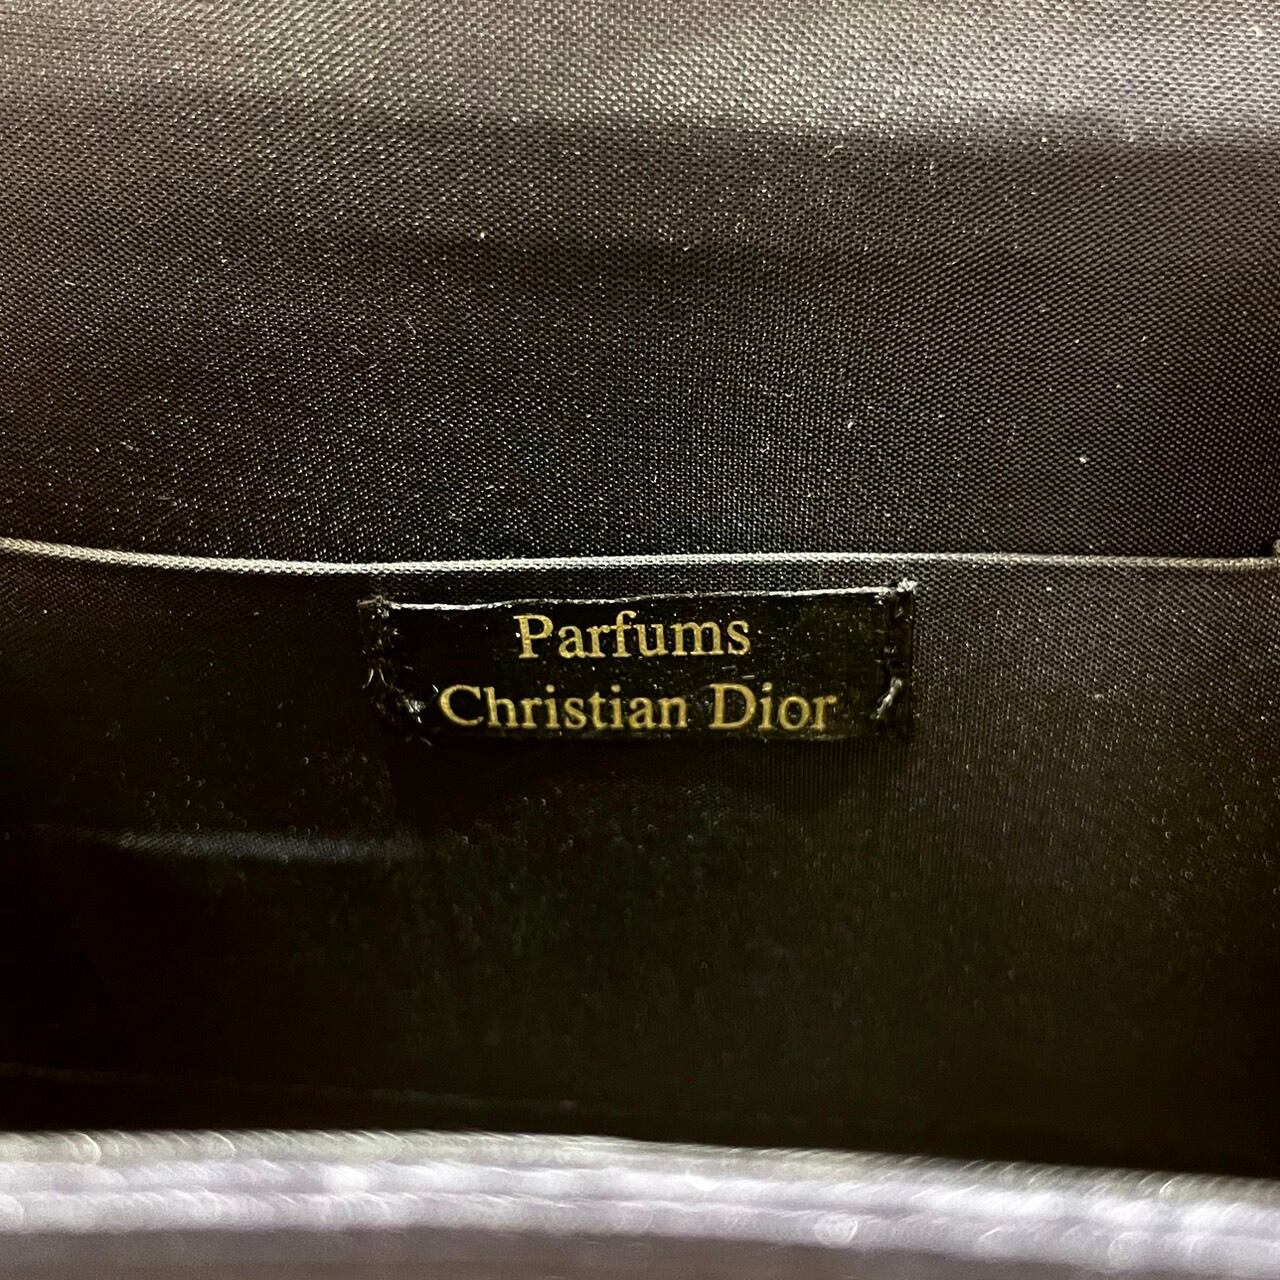 Parfums
Christian Dior